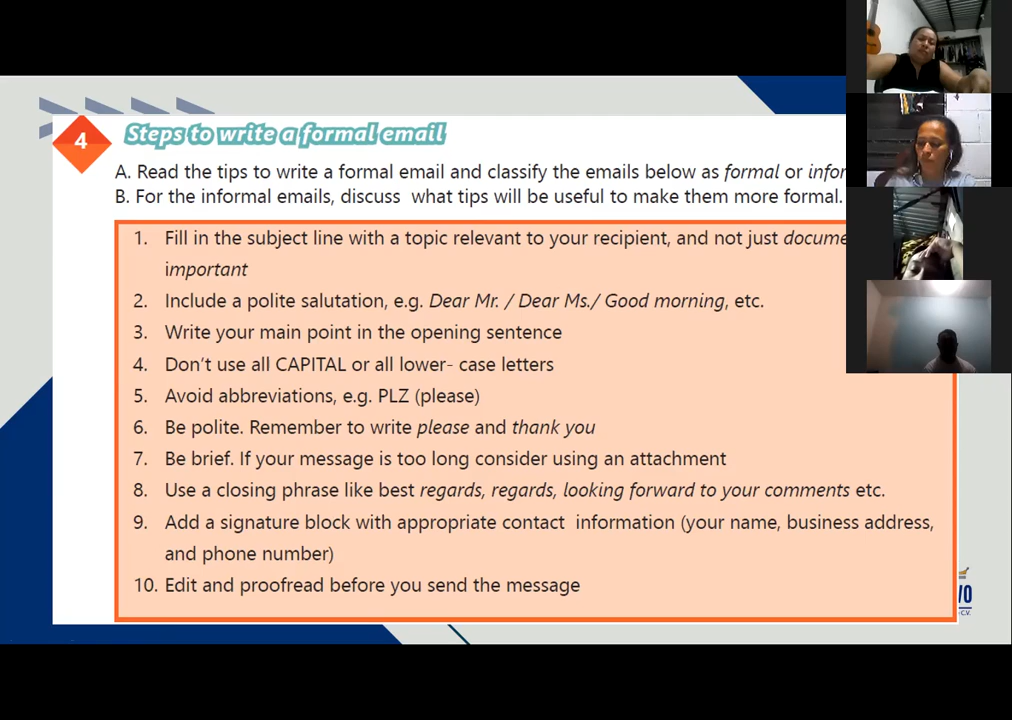 4
Steps to write a formal email
A. Read the tips to write a formal email and classify the emails below as formal or
B. For the informal emails, discuss what tips will be useful to make them more formal.
1. Fill in the subject line with a topic relevant to your recipient, and not just
important
2. Include a polite salutation, e.g. Dear Mr. / Dear Ms./ Good morning, etc.
3. Write your main point in the opening sentence
4. Don't use all CAPITAL or all lower- case letters
5. Avoid abbreviations, e.g. PLZ (please)
6. Be polite. Remember to write please and thank you
7. Be brief. If your message is too long consider using an attachment
8. Use a closing phrase like best regards, regards, looking forward to your comments etc.
9. Add a signature block with appropriate contact information (your name, business address,
and phone number)
10. Edit and proofread before you send the message
C.V.